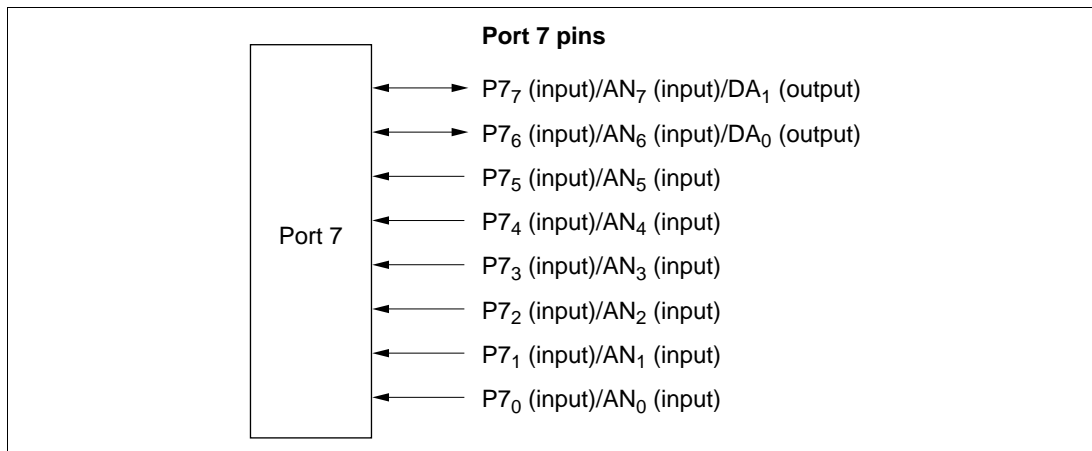 Port 7 pins
P7₇ (input)/AN₇ (input)/DA₁ (output)
P7₆ (input)/AN₆ (input)/DA₀ (output)
P7₅ (input)/AN₅ (input)
P7₄ (input)/AN₄ (input)
Port 7
P7₃ (input)/AN₃ (input)
P7₂ (input)/AN₂ (input)
P7₁ (input)/AN₁ (input)
P7₀ (input)/AN₀ (input)